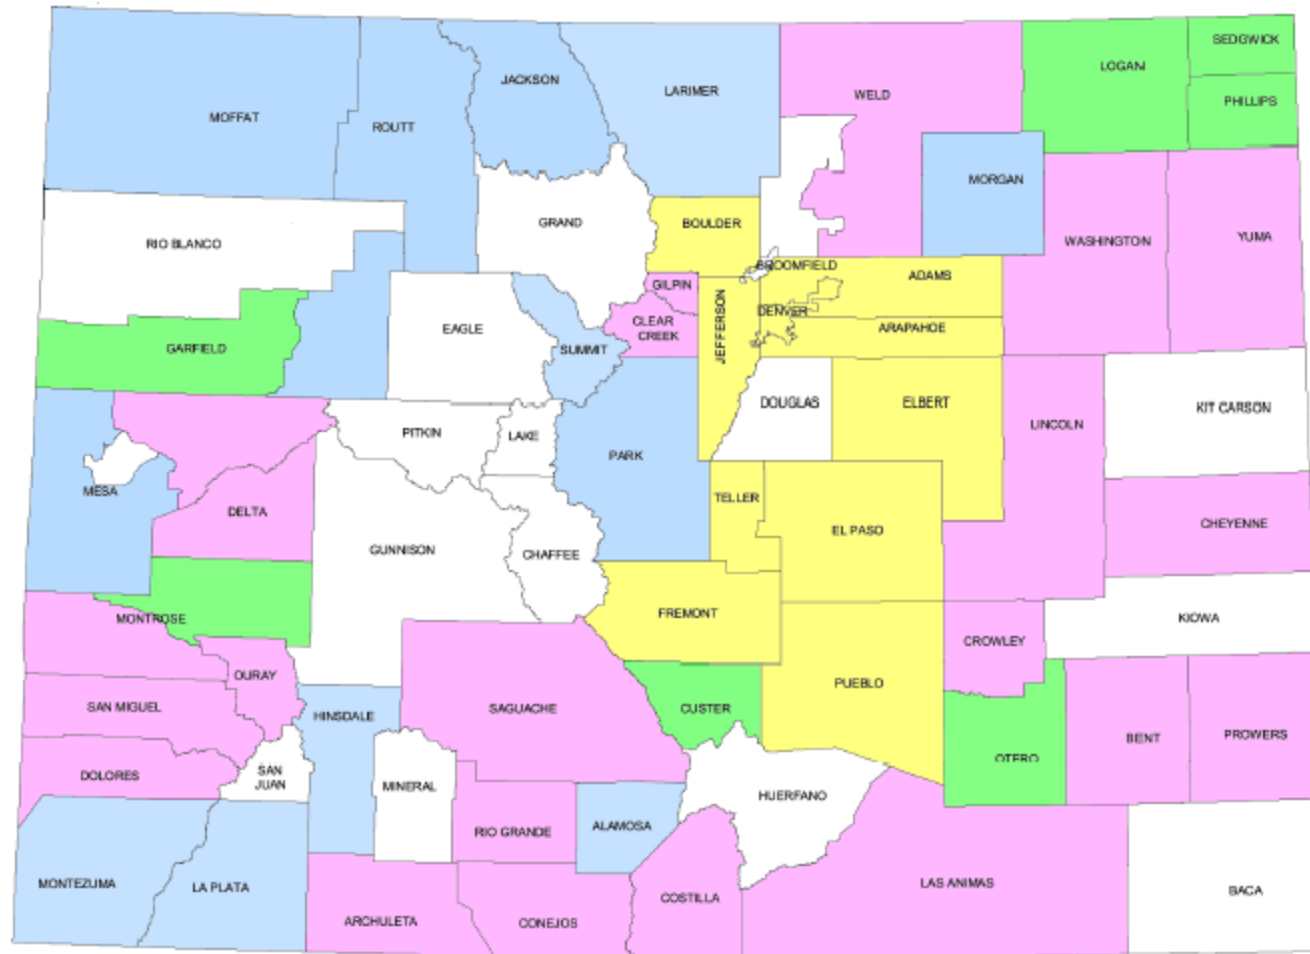 SEDGWICK
LOGAN
JACKSON
LARIMER
WELD
PHILLIPS
MOFFAT
ROUTT
MORGAN
GRAND
BOULDER
RIO BLANCO
WASHINGTON
YUMA
BROOMFIELD
ADAMS
GILPIN
DENVER
CLEAR
CREEK
JEFFERSON
ARAPAHOE
EAGLE
GARFIELD
SUMMIT
DOUGLAS
ELBERT
KIT CARSON
LINCOLN
PITKIN
LAKE
PARK
MESA
TELLER
DELTA
CHEYENNE
EL PASO
GUNNISON
CHAFFEE
MONTROSE
FREMONT
KIOWA
CROWLEY
OURAY
PUEBLO
SAN MIGUEL
HINSDALE
SAGUACHE
CUSTER
BENT
PROWERS
OTERO
DOLORES
SAN
JUAN
MINERAL
HUERFANO
RIO GRANDE
ALAMOSA
MONTEZUMA
LA PLATA
LAS ANIMAS
BACA
COSTILLA
ARCHULETA
CONEJOS